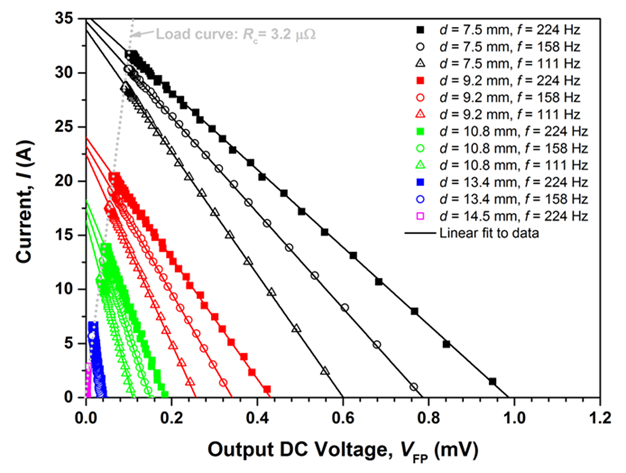 Load curve: Rc= 3.2 μΩ
d = 7.5 mm, f = 224 Hz
d = 7.5 mm, f = 158 Hz
d = 7.5 mm, f = 111 Hz
d = 9.2 mm, f = 224 Hz
d = 9.2 mm, f = 158 Hz
d = 9.2 mm, f = 111 Hz
d = 10.8 mm, f = 224 Hz
d = 10.8 mm, f = 158 Hz
d = 10.8 mm, f = 111 Hz
d = 13.4 mm, f = 224 Hz
d = 13.4 mm, f = 158 Hz
d = 14.5 mm, f = 224 Hz
Linear fit to data
Current, I (A)
35
30
25
20
15
10
5
0
0.0 0.2 0.4 0.6 0.8 1.0 1.2
Output DC Voltage, VFP (mV)